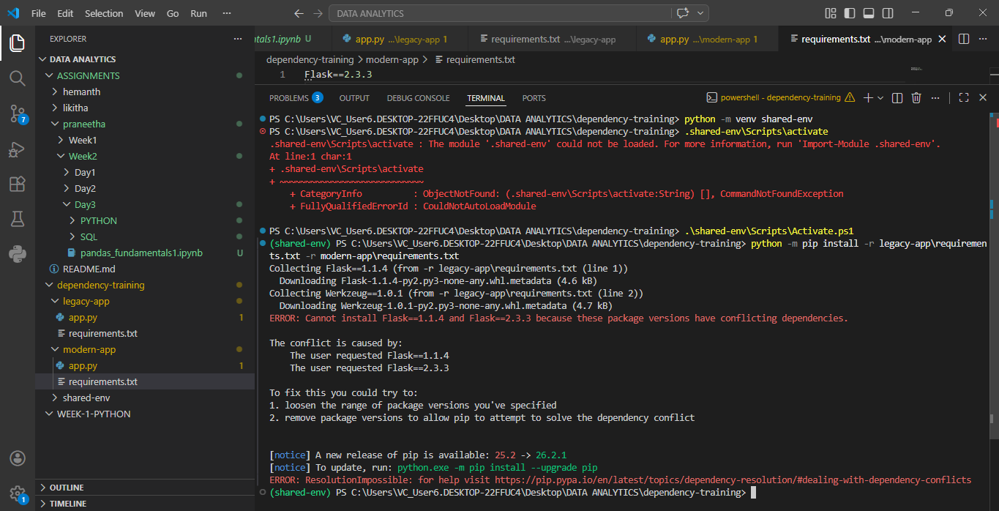 File Edit Selection View Go Run ··· DATA ANALYTICS
EXPLORER ···
DATA ANALYTICS
ASSIGNMENTS
hemanth
likitha
praneetha
Week1
Week2
Day1
Day2
Day3
PYTHON
SQL
pandas_fundamentals1.ipynb U
README.md
dependency-training
legacy-app
app.py 1
requirements.txt
modern-app
app.py 1
requirements.txt
shared-env
WEEK-1-PYTHON
OUTLINE
TIMELINE
7
1
ntals1.ipynb U app.py ...\legacy-app 1 requirements.txt ...\legacy-app app.py ...\modern-app 1 requirements.txt ...\modern-app
dependency-training > modern-app > requirements.txt
1 Flask==2.3.3
PROBLEMS 3 OUTPUT DEBUG CONSOLE TERMINAL PORTS powershell - dependency-training
PS C:\Users\VC_User6.DESKTOP-22FFUC4\Desktop\DATA ANALYTICS\dependency-training> python -m venv shared-env
PS C:\Users\VC_User6.DESKTOP-22FFUC4\Desktop\DATA ANALYTICS\dependency-training> .shared-env\Scripts\activate
.shared-env\Scripts\activate : The module '.shared-env' could not be loaded. For more information, run 'Import-Module .shared-env'.
At line:1 char:1
+ .shared-env\Scripts\activate
+ ~~~~~~~~~~~~~~~~~~~~~~~~~~~~
+ CategoryInfo : ObjectNotFound: (.shared-env\Scripts\activate:String) [], CommandNotFoundException
+ FullyQualifiedErrorId : CouldNotAutoLoadModule
PS C:\Users\VC_User6.DESKTOP-22FFUC4\Desktop\DATA ANALYTICS\dependency-training> .\shared-env\Scripts\Activate.ps1
(shared-env) PS C:\Users\VC_User6.DESKTOP-22FFUC4\Desktop\DATA ANALYTICS\dependency-training> python -m pip install -r legacy-app\requiremen
ts.txt -r modern-app\requirements.txt
Collecting Flask==1.1.4 (from -r legacy-app\requirements.txt (line 1))
Downloading Flask-1.1.4-py2.py3-none-any.whl.metadata (4.6 kB)
Collecting Werkzeug==1.0.1 (from -r legacy-app\requirements.txt (line 2))
Downloading Werkzeug-1.0.1-py2.py3-none-any.whl.metadata (4.7 kB)
ERROR: Cannot install Flask==1.1.4 and Flask==2.3.3 because these package versions have conflicting dependencies.
The conflict is caused by:
The user requested Flask==1.1.4
The user requested Flask==2.3.3
To fix this you could try to:
1. loosen the range of package versions you've specified
2. remove package versions to allow pip to attempt to solve the dependency conflict
[notice] A new release of pip is available: 25.2 -> 26.2.1
[notice] To update, run: python.exe -m pip install --upgrade pip
ERROR: ResolutionImpossible: for help visit https://pip.pypa.io/en/latest/topics/dependency-resolution/#dealing-with-dependency-conflicts
(shared-env) PS C:\Users\VC_User6.DESKTOP-22FFUC4\Desktop\DATA ANALYTICS\dependency-training>